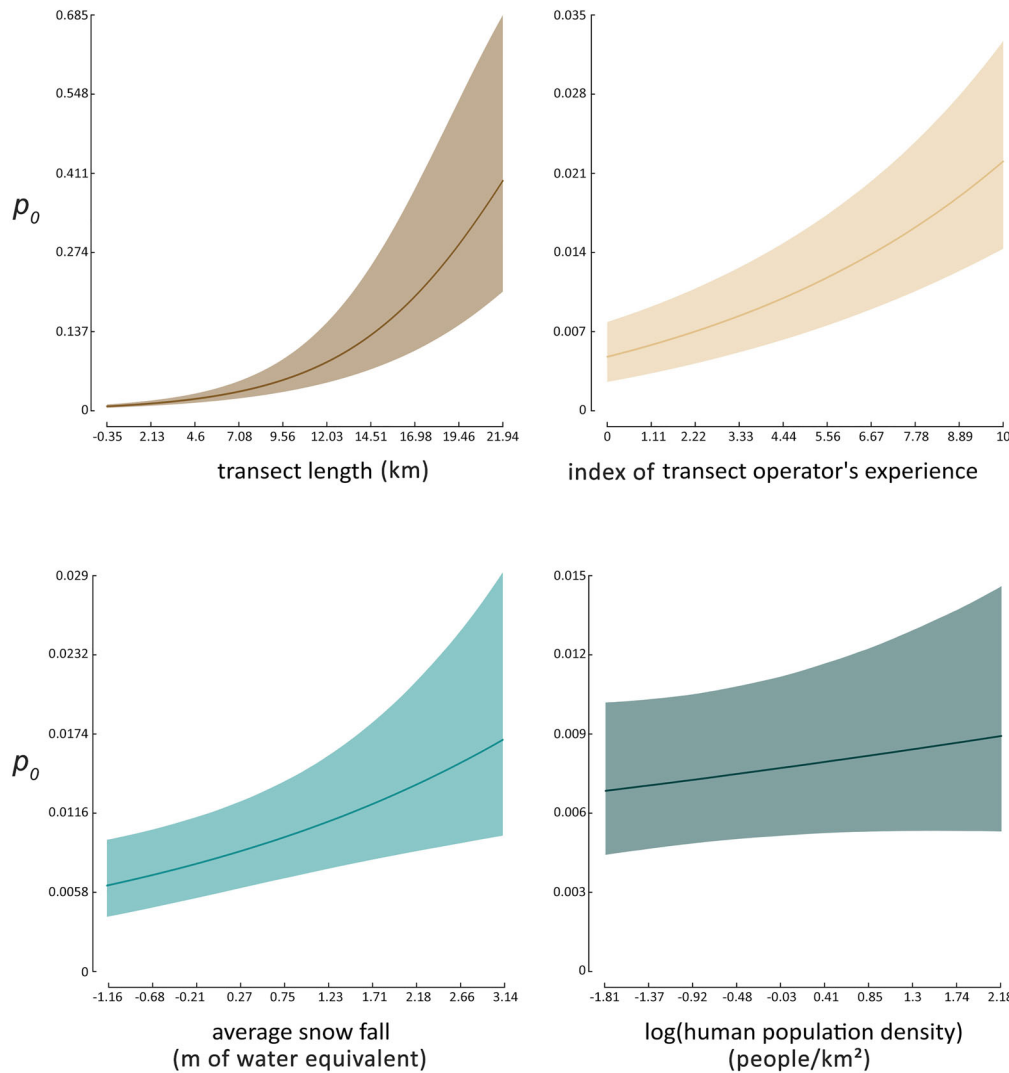 0.685
0.548
0.411
0.274
0.137
0
p0
-0.35 2.13 4.6 7.08 9.56 12.03 14.51 16.98 19.46 21.94
transect length (km)
0.035
0.028
0.021
0.014
0.007
0
0 1.11 2.22 3.33 4.44 5.56 6.67 7.78 8.89 10
index of transect operator's experience
0.029
0.0232
0.0174
0.0116
0.0058
0
p0
-1.16 -0.68 -0.21 0.27 0.75 1.23 1.71 2.18 2.66 3.14
average snow fall
(m of water equivalent)
0.015
0.012
0.009
0.006
0.003
0
-1.81 -1.37 -0.92 -0.48 -0.03 0.41 0.85 1.3 1.74 2.18
log(human population density)
(people/km²)